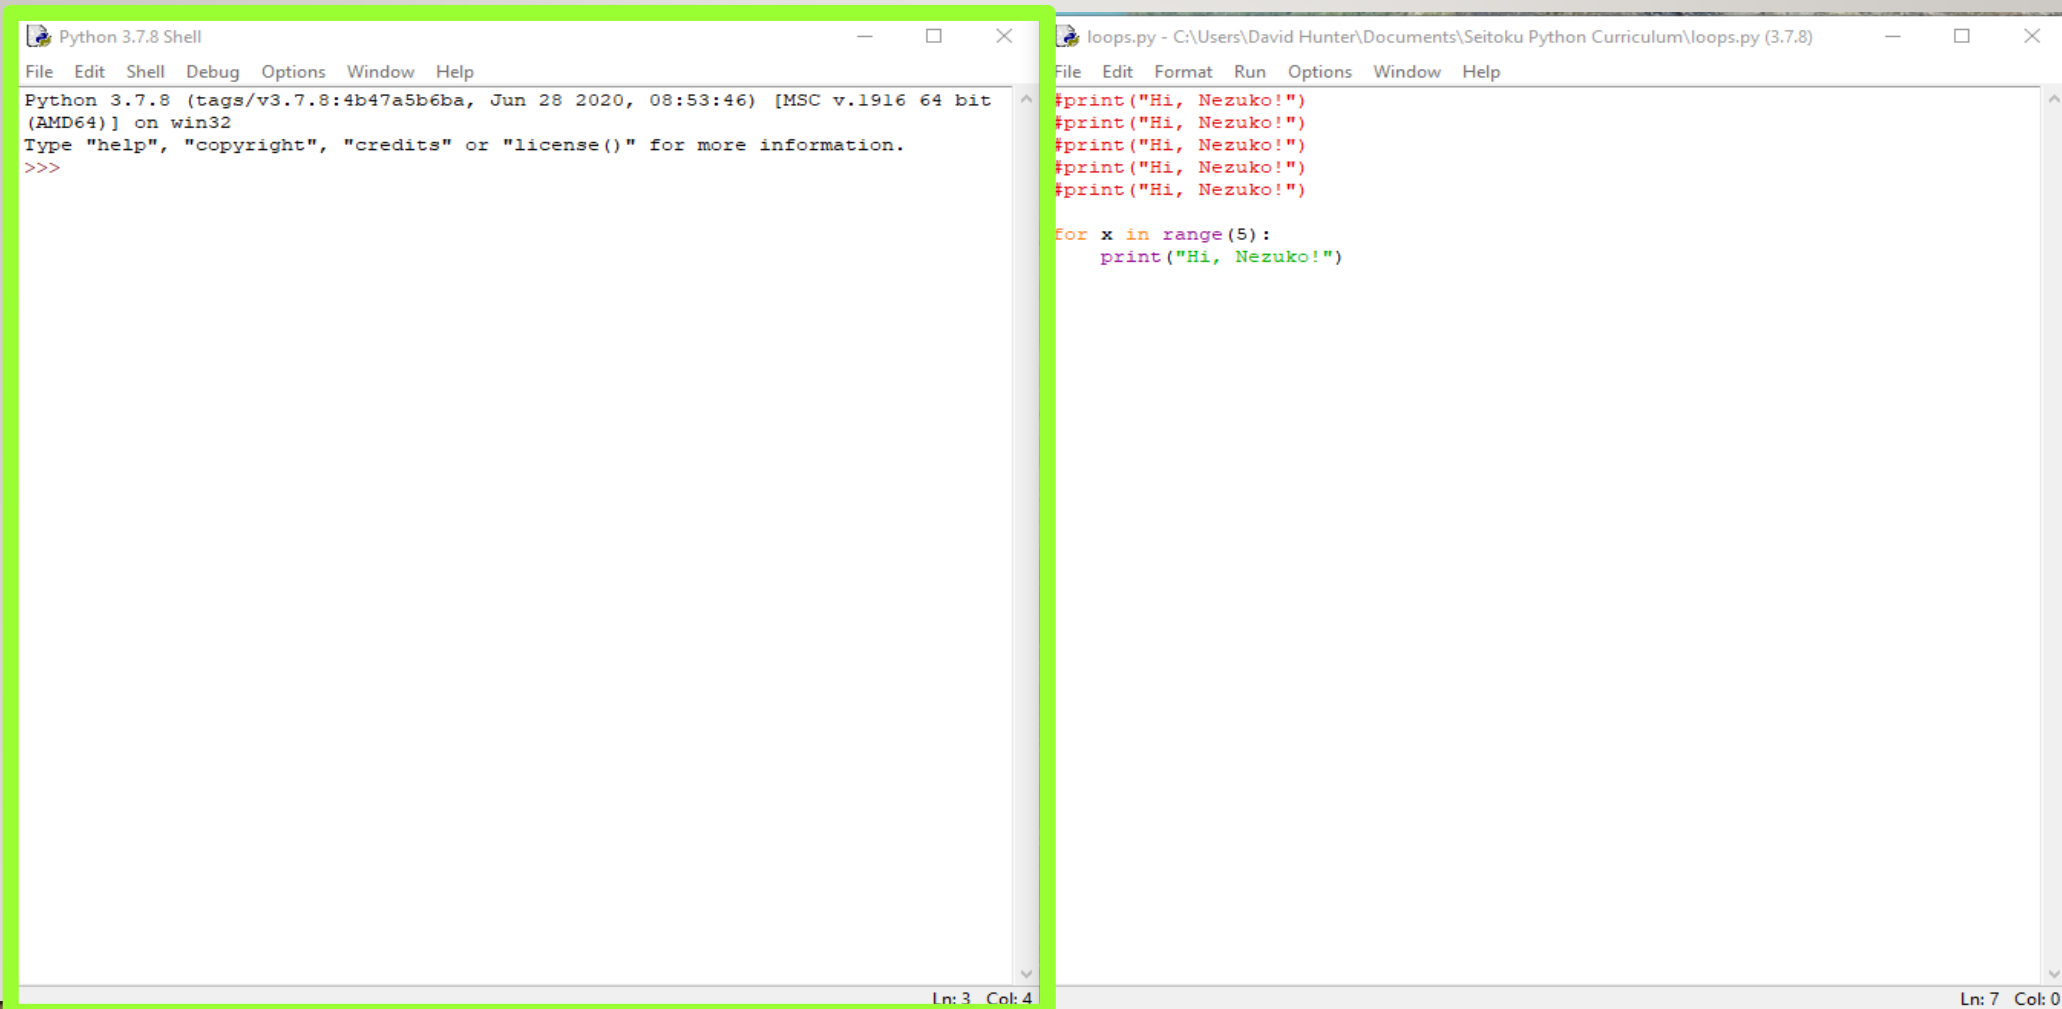 Python 3.7.8 Shell
File Edit Shell Debug Options Window Help
Python 3.7.8 (tags/v3.7.8:4b47a5b6ba, Jun 28 2020, 08:53:46) [MSC v.1916 64 bit
(AMD64)] on win32
Type "help", "copyright", "credits" or "license()" for more information.
>>>
Ln: 3 Col: 4
loops.py - C:\Users\David Hunter\Documents\Seitoku Python Curriculum\loops.py (3.7.8)
File Edit Format Run Options Window Help
#print("Hi, Nezuko!")
#print("Hi, Nezuko!")
#print("Hi, Nezuko!")
#print("Hi, Nezuko!")
#print("Hi, Nezuko!")
for x in range(5):
    print("Hi, Nezuko!")
Ln: 7 Col: 0